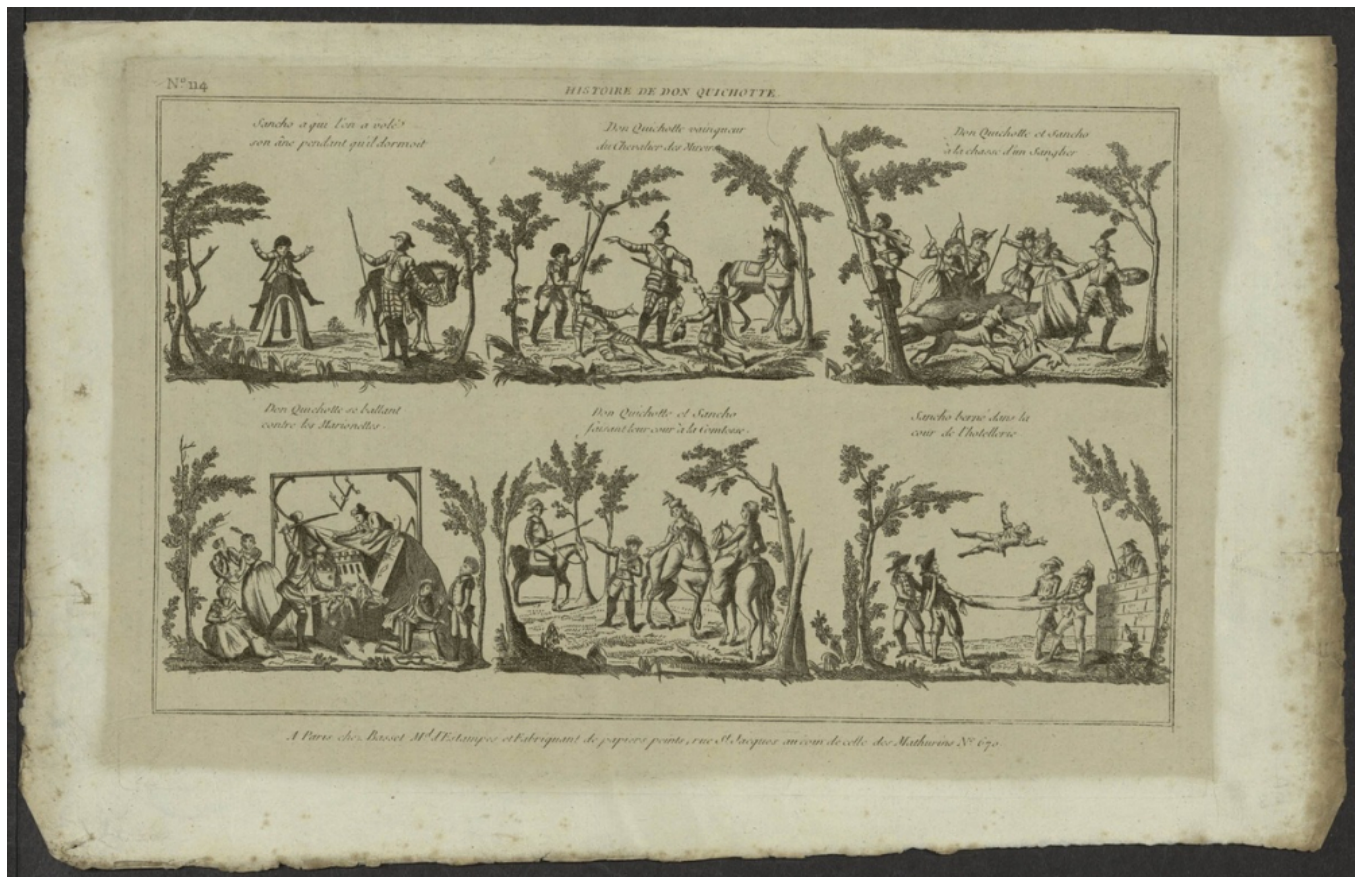 N.º 114
HISTOIRE DE DON QUICHOTTE
Sancho a qui l'on a volé
son âne pendant qu'il dormoit
Don Quichotte vainqueur
du Chevalier des Miroirs
Don Quichotte et Sancho
à la chasse d'un Sanglier
Don Quichotte se battant
contre les Marionettes
Don Quichotte et Sancho
faisant leur cour à la Comtesse
Sancho berné dans la
cour de l'hotellerie
A Paris chez Basset M.d d'Estampes et Fabriquant de papiers peints, rue S.t Jacques au coin de celle des Mathurins N.º 670